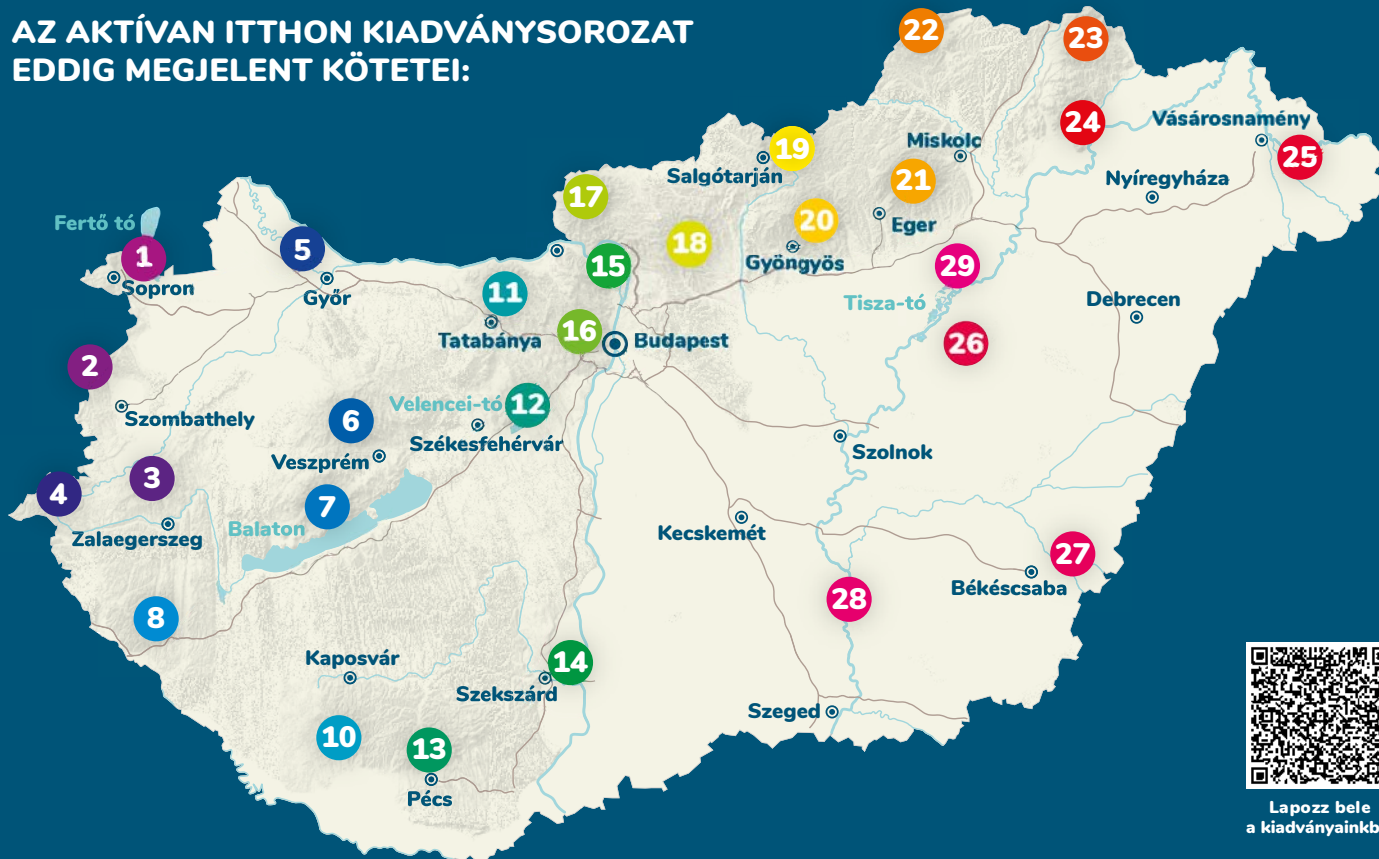 AZ AKTÍVAN ITTHON KIADVÁNYSOROZAT
EDDIG MEGJELENT KÖTETEI:
22
23
24
Vásárosnamény
25
19
Salgótarján
Miskolc
21
Nyíregyháza
17
20
Eger
Fertő tó
18
Gyöngyös
1
Sopron
5
Győr
15
29
11
Tisza-tó
Debrecen
Tatabánya
16
Budapest
26
2
Szombathely
Velencei-tó
12
6
Székesfehérvár
Veszprém
Szolnok
3
4
7
Balaton
Zalaegerszeg
Kecskemét
27
Békéscsaba
28
8
Kaposvár
14
Szekszárd
Szeged
10
13
Pécs
Lapozz bele
a kiadványainkb